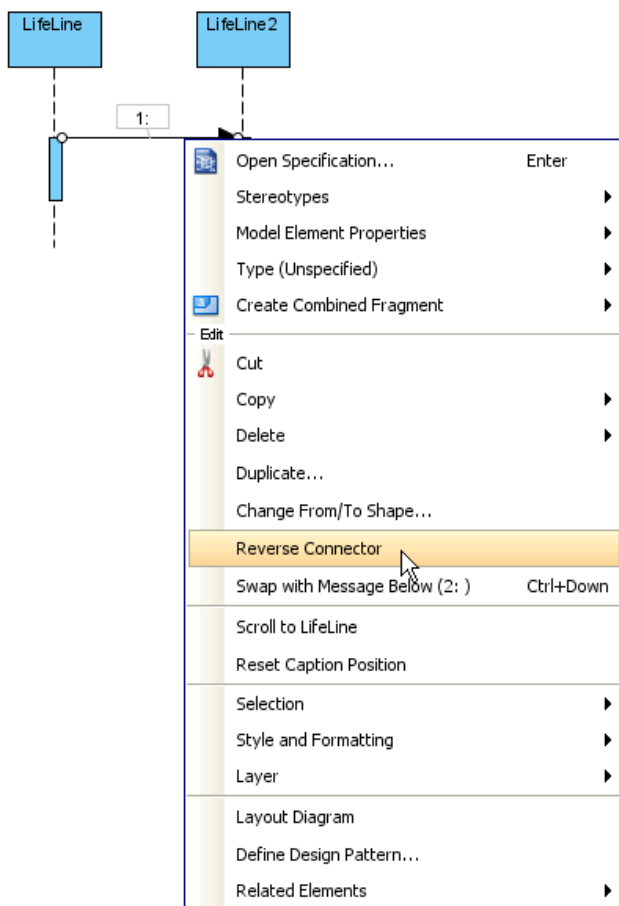 LifeLine LifeLine2
1:
Open Specification... Enter
Stereotypes
Model Element Properties
Type (Unspecified)
Create Combined Fragment
Edit
Cut
Copy
Delete
Duplicate...
Change From/To Shape...
Reverse Connector
Swap with Message Below (2: ) Ctrl+Down
Scroll to LifeLine
Reset Caption Position
Selection
Style and Formatting
Layer
Layout Diagram
Define Design Pattern...
Related Elements